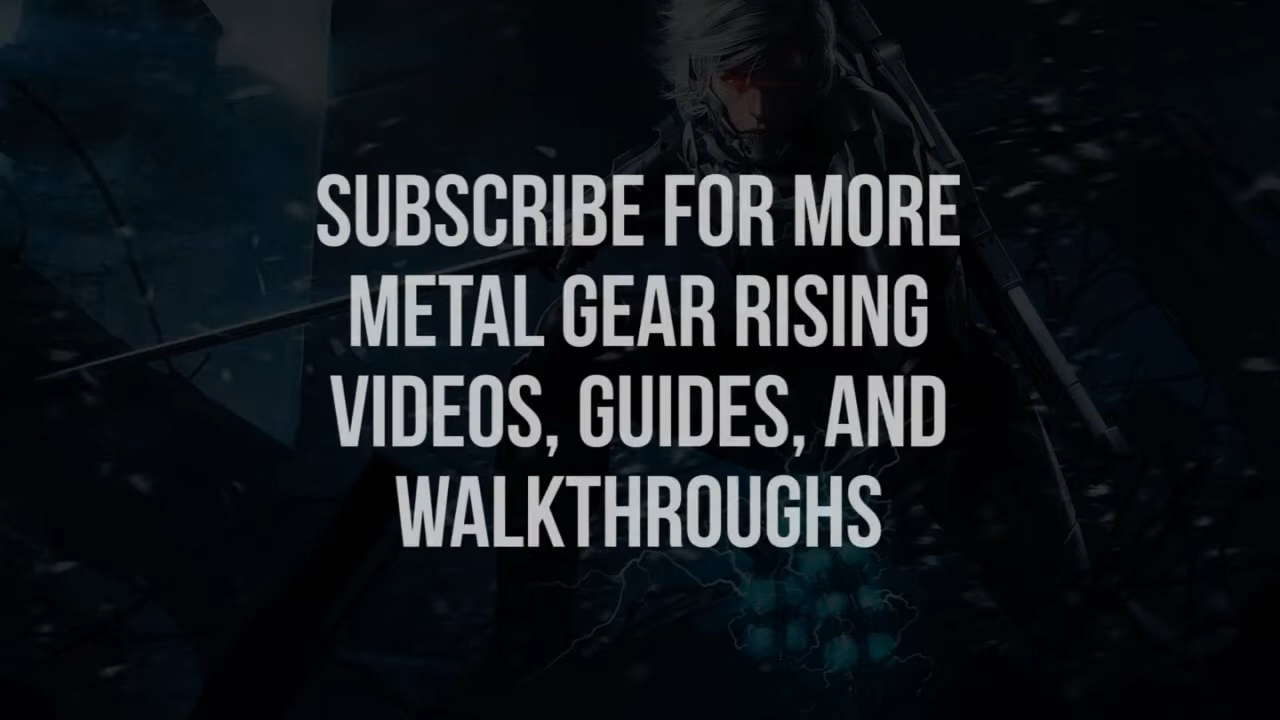 SUBSCRIBE FOR MORE
METAL GEAR RISING
VIDEOS, GUIDES, AND
WALKTHROUGHS